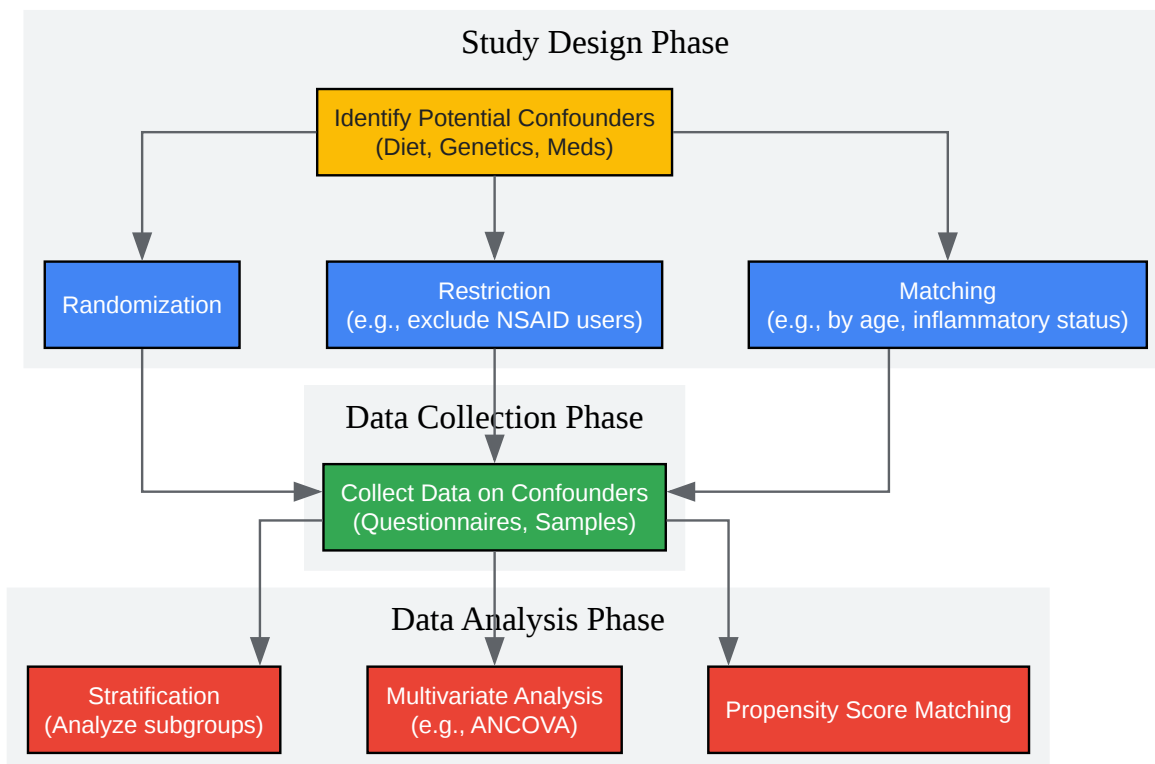 Study Design Phase
Identify Potential Confounders
(Diet, Genetics, Meds)
Randomization
Restriction
(e.g., exclude NSAID users)
Matching
(e.g., by age, inflammatory status)
Data Collection Phase
Collect Data on Confounders
(Questionnaires, Samples)
Data Analysis Phase
Stratification
(Analyze subgroups)
Multivariate Analysis
(e.g., ANCOVA)
Propensity Score Matching